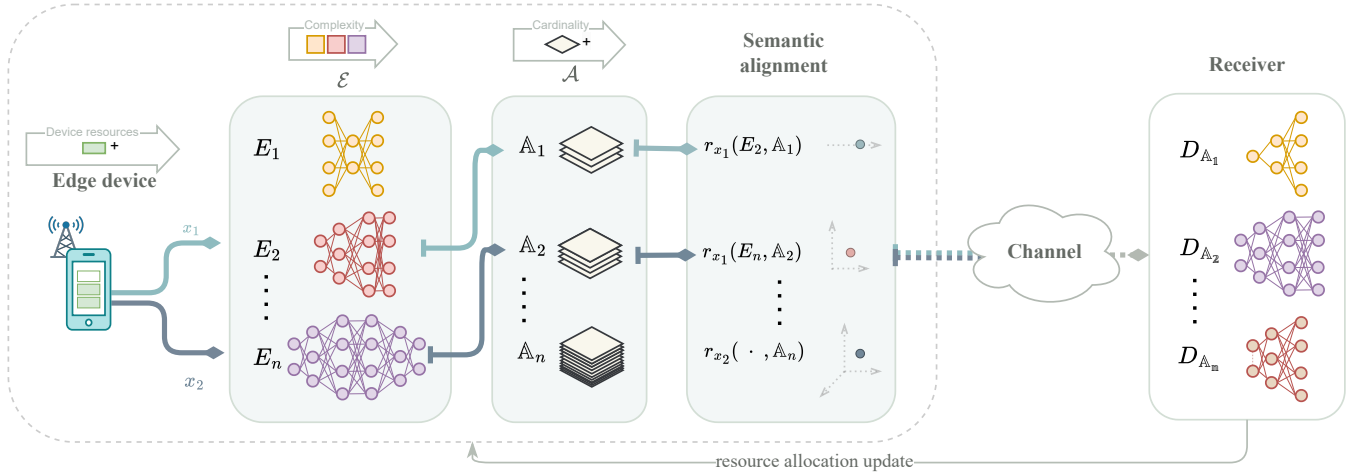 Complexity
ℰ
Cardinality
+
𝒜
Semantic
alignment
Receiver
Device resources
+
Edge device
x₁
x₂
E₁
E₂
Eₙ
𝔸₁
𝔸₂
𝔸ₙ
r_{x₁}(E₂, 𝔸₁)
r_{x₁}(Eₙ, 𝔸₂)
r_{x₂}( · , 𝔸ₙ)
Channel
D_{𝔸₁}
D_{𝔸₂}
D_{𝔸ₙ}
resource allocation update